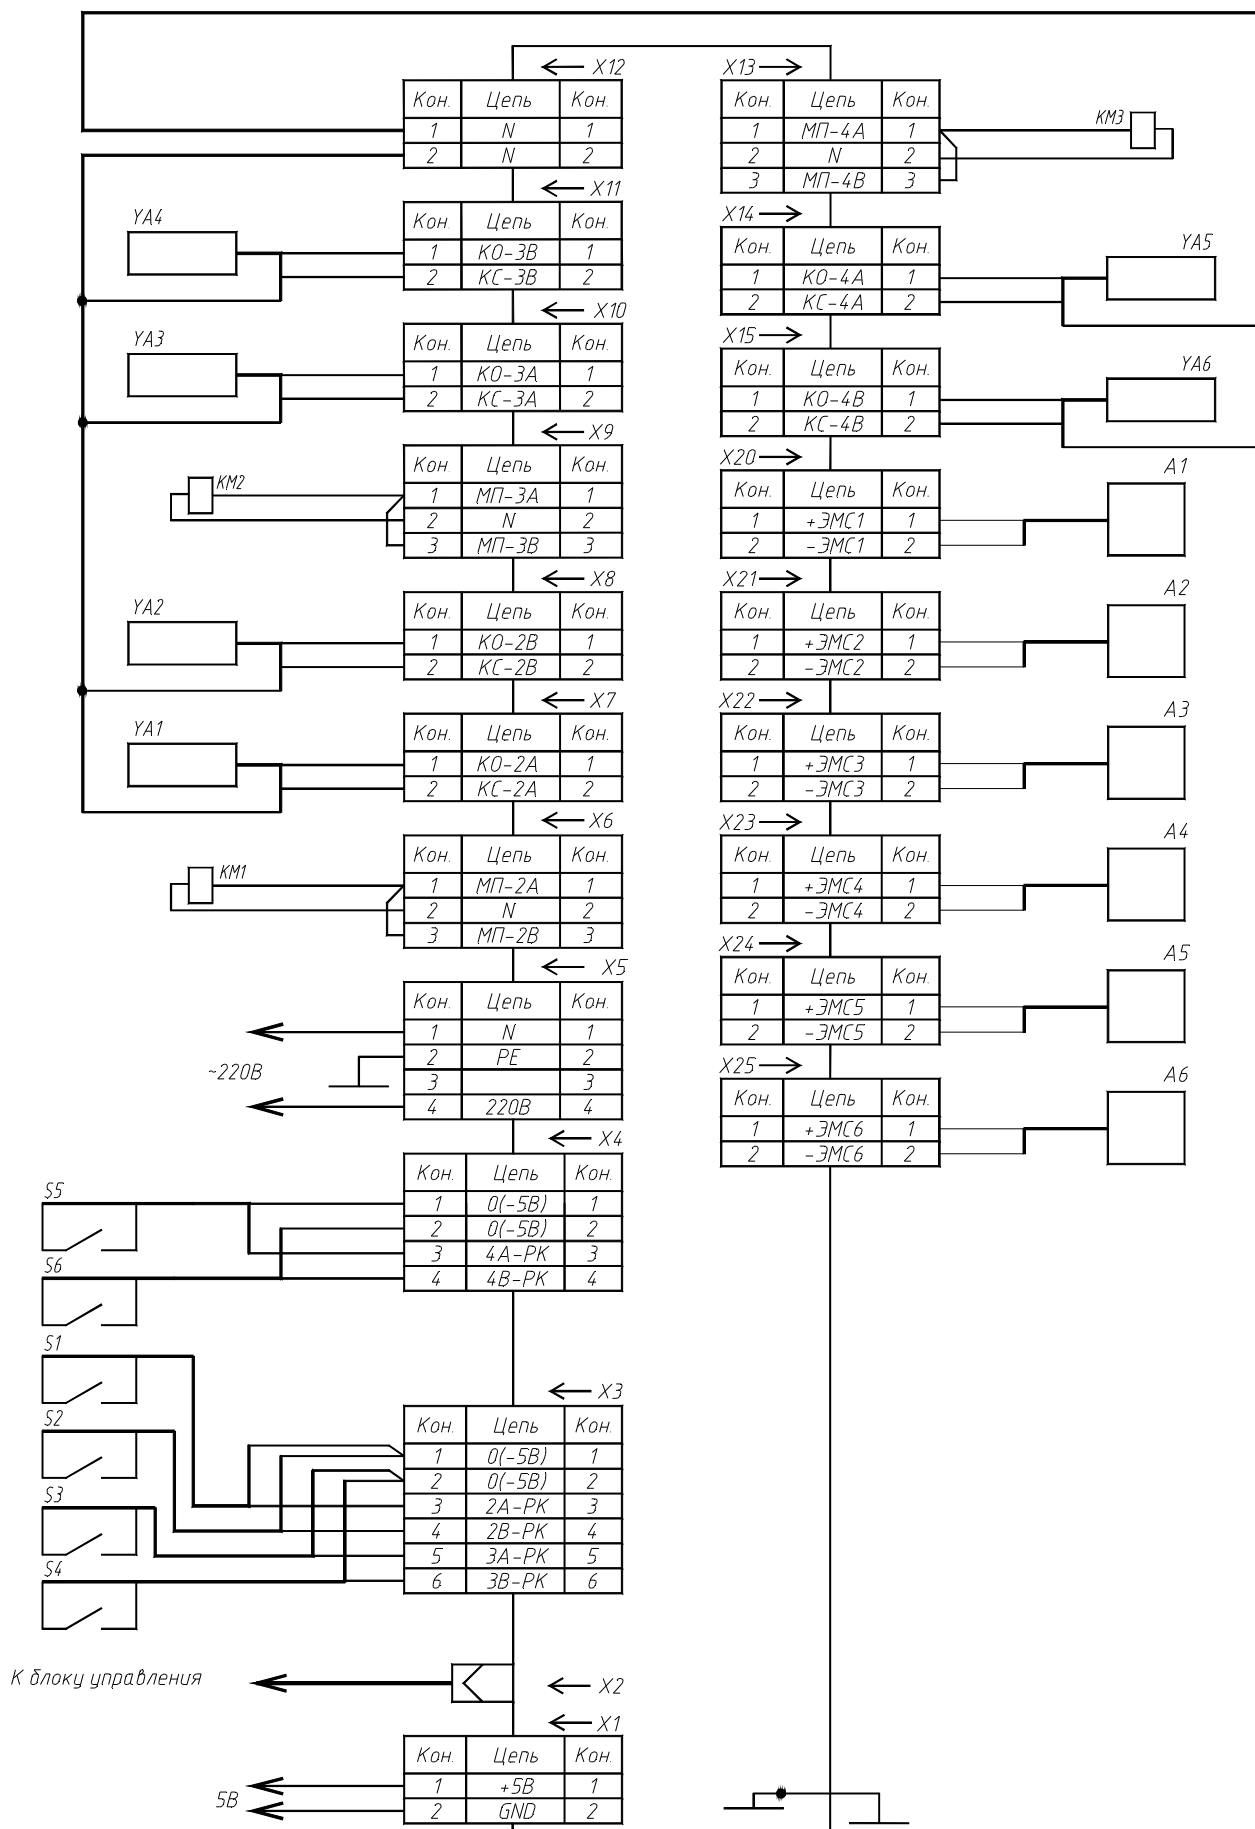 X12
Кон. Цепь Кон.
1 N 1
2 N 2
X11
YA4
Кон. Цепь Кон.
1 КО-3В 1
2 КС-3В 2
X10
YA3
Кон. Цепь Кон.
1 КО-3А 1
2 КС-3А 2
X9
KM2
Кон. Цепь Кон.
1 МП-3А 1
2 N 2
3 МП-3В 3
X8
YA2
Кон. Цепь Кон.
1 КО-2В 1
2 КС-2В 2
X7
YA1
Кон. Цепь Кон.
1 КО-2А 1
2 КС-2А 2
X6
KM1
Кон. Цепь Кон.
1 МП-2А 1
2 N 2
3 МП-2В 3
X5
Кон. Цепь Кон.
1 N 1
2 PE 2
3 3
4 220В 4
~220В
X4
Кон. Цепь Кон.
1 0(-5В) 1
2 0(-5В) 2
3 4А-РК 3
4 4В-РК 4
S5
S6
S1
S2
S3
S4
X3
Кон. Цепь Кон.
1 0(-5В) 1
2 0(-5В) 2
3 2А-РК 3
4 2В-РК 4
5 3А-РК 5
6 3В-РК 6
К блоку управления
X2
X1
Кон. Цепь Кон.
1 +5В 1
2 GND 2
5В
X13
Кон. Цепь Кон.
1 МП-4А 1
2 N 2
3 МП-4В 3
KM3
X14
Кон. Цепь Кон.
1 КО-4А 1
2 КС-4А 2
YA5
X15
Кон. Цепь Кон.
1 КО-4В 1
2 КС-4В 2
YA6
X20
Кон. Цепь Кон.
1 +ЭМС1 1
2 -ЭМС1 2
A1
X21
Кон. Цепь Кон.
1 +ЭМС2 1
2 -ЭМС2 2
A2
X22
Кон. Цепь Кон.
1 +ЭМС3 1
2 -ЭМС3 2
A3
X23
Кон. Цепь Кон.
1 +ЭМС4 1
2 -ЭМС4 2
A4
X24
Кон. Цепь Кон.
1 +ЭМС5 1
2 -ЭМС5 2
A5
X25
Кон. Цепь Кон.
1 +ЭМС6 1
2 -ЭМС6 2
A6